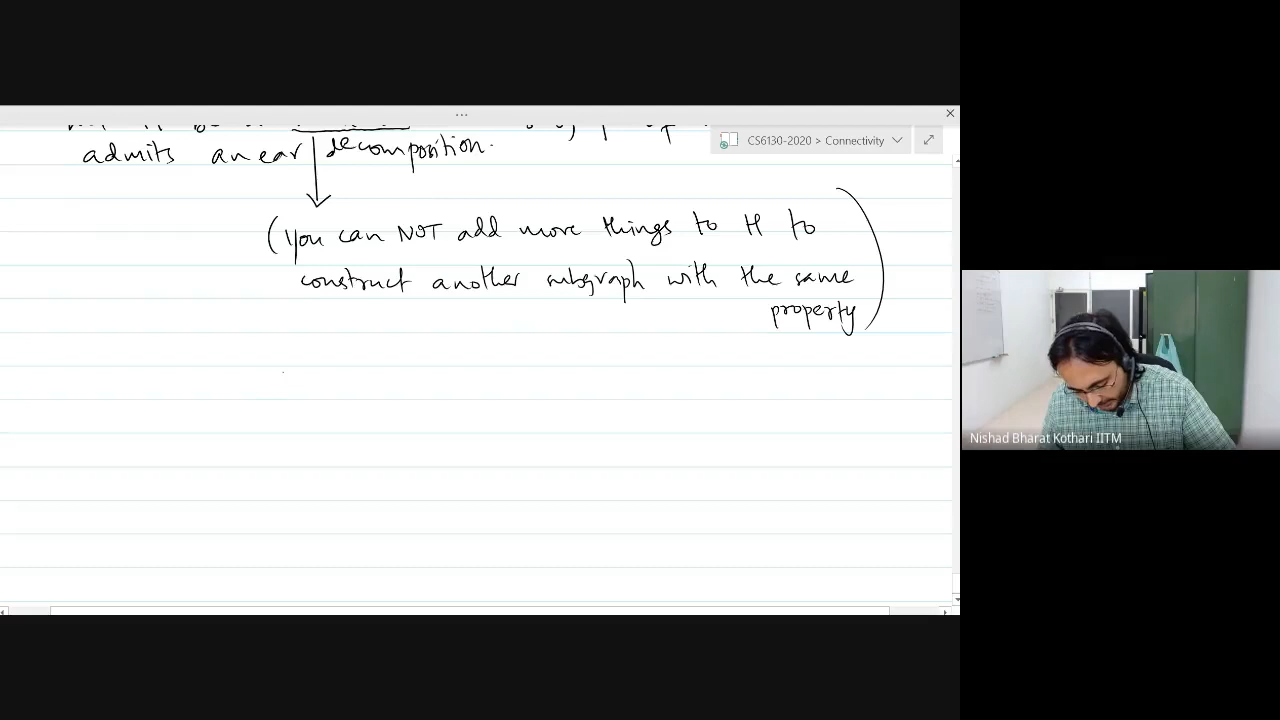 CS6130-2020 > Connectivity
admits an ear decomposition.
(you can NOT add more things to H to
construct another subgraph with the same
property)
Nishad Bharat Kothari IITM